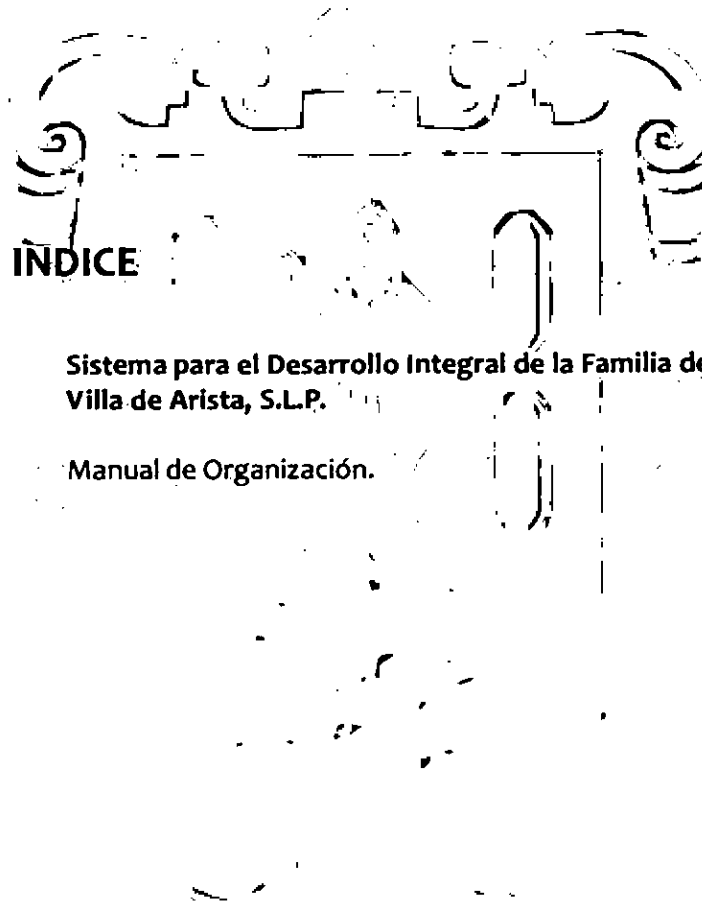 INDICE
Sistema para el Desarrollo Integral de la Familia de
Villa de Arista, S.L.P.
Manual de Organización.